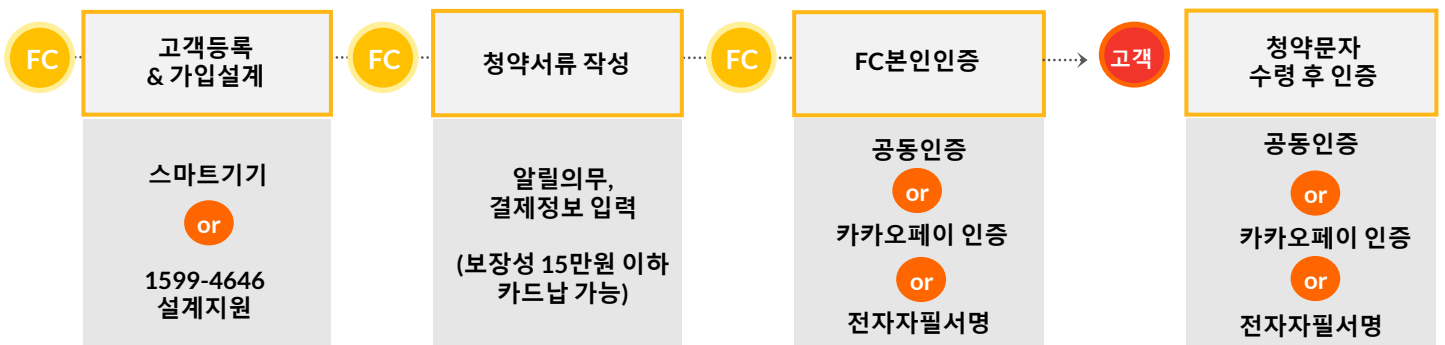 FC
고객등록
& 가입설계
FC
청약서류 작성
FC
FC본인인증
고객
청약문자
수령 후 인증
스마트기기
or
1599-4646
설계지원
알릴의무,
결제정보 입력
(보장성 15만원 이하
카드납 가능)
공동인증
or
카카오페이 인증
or
전자자필서명
공동인증
or
카카오페이 인증
or
전자자필서명